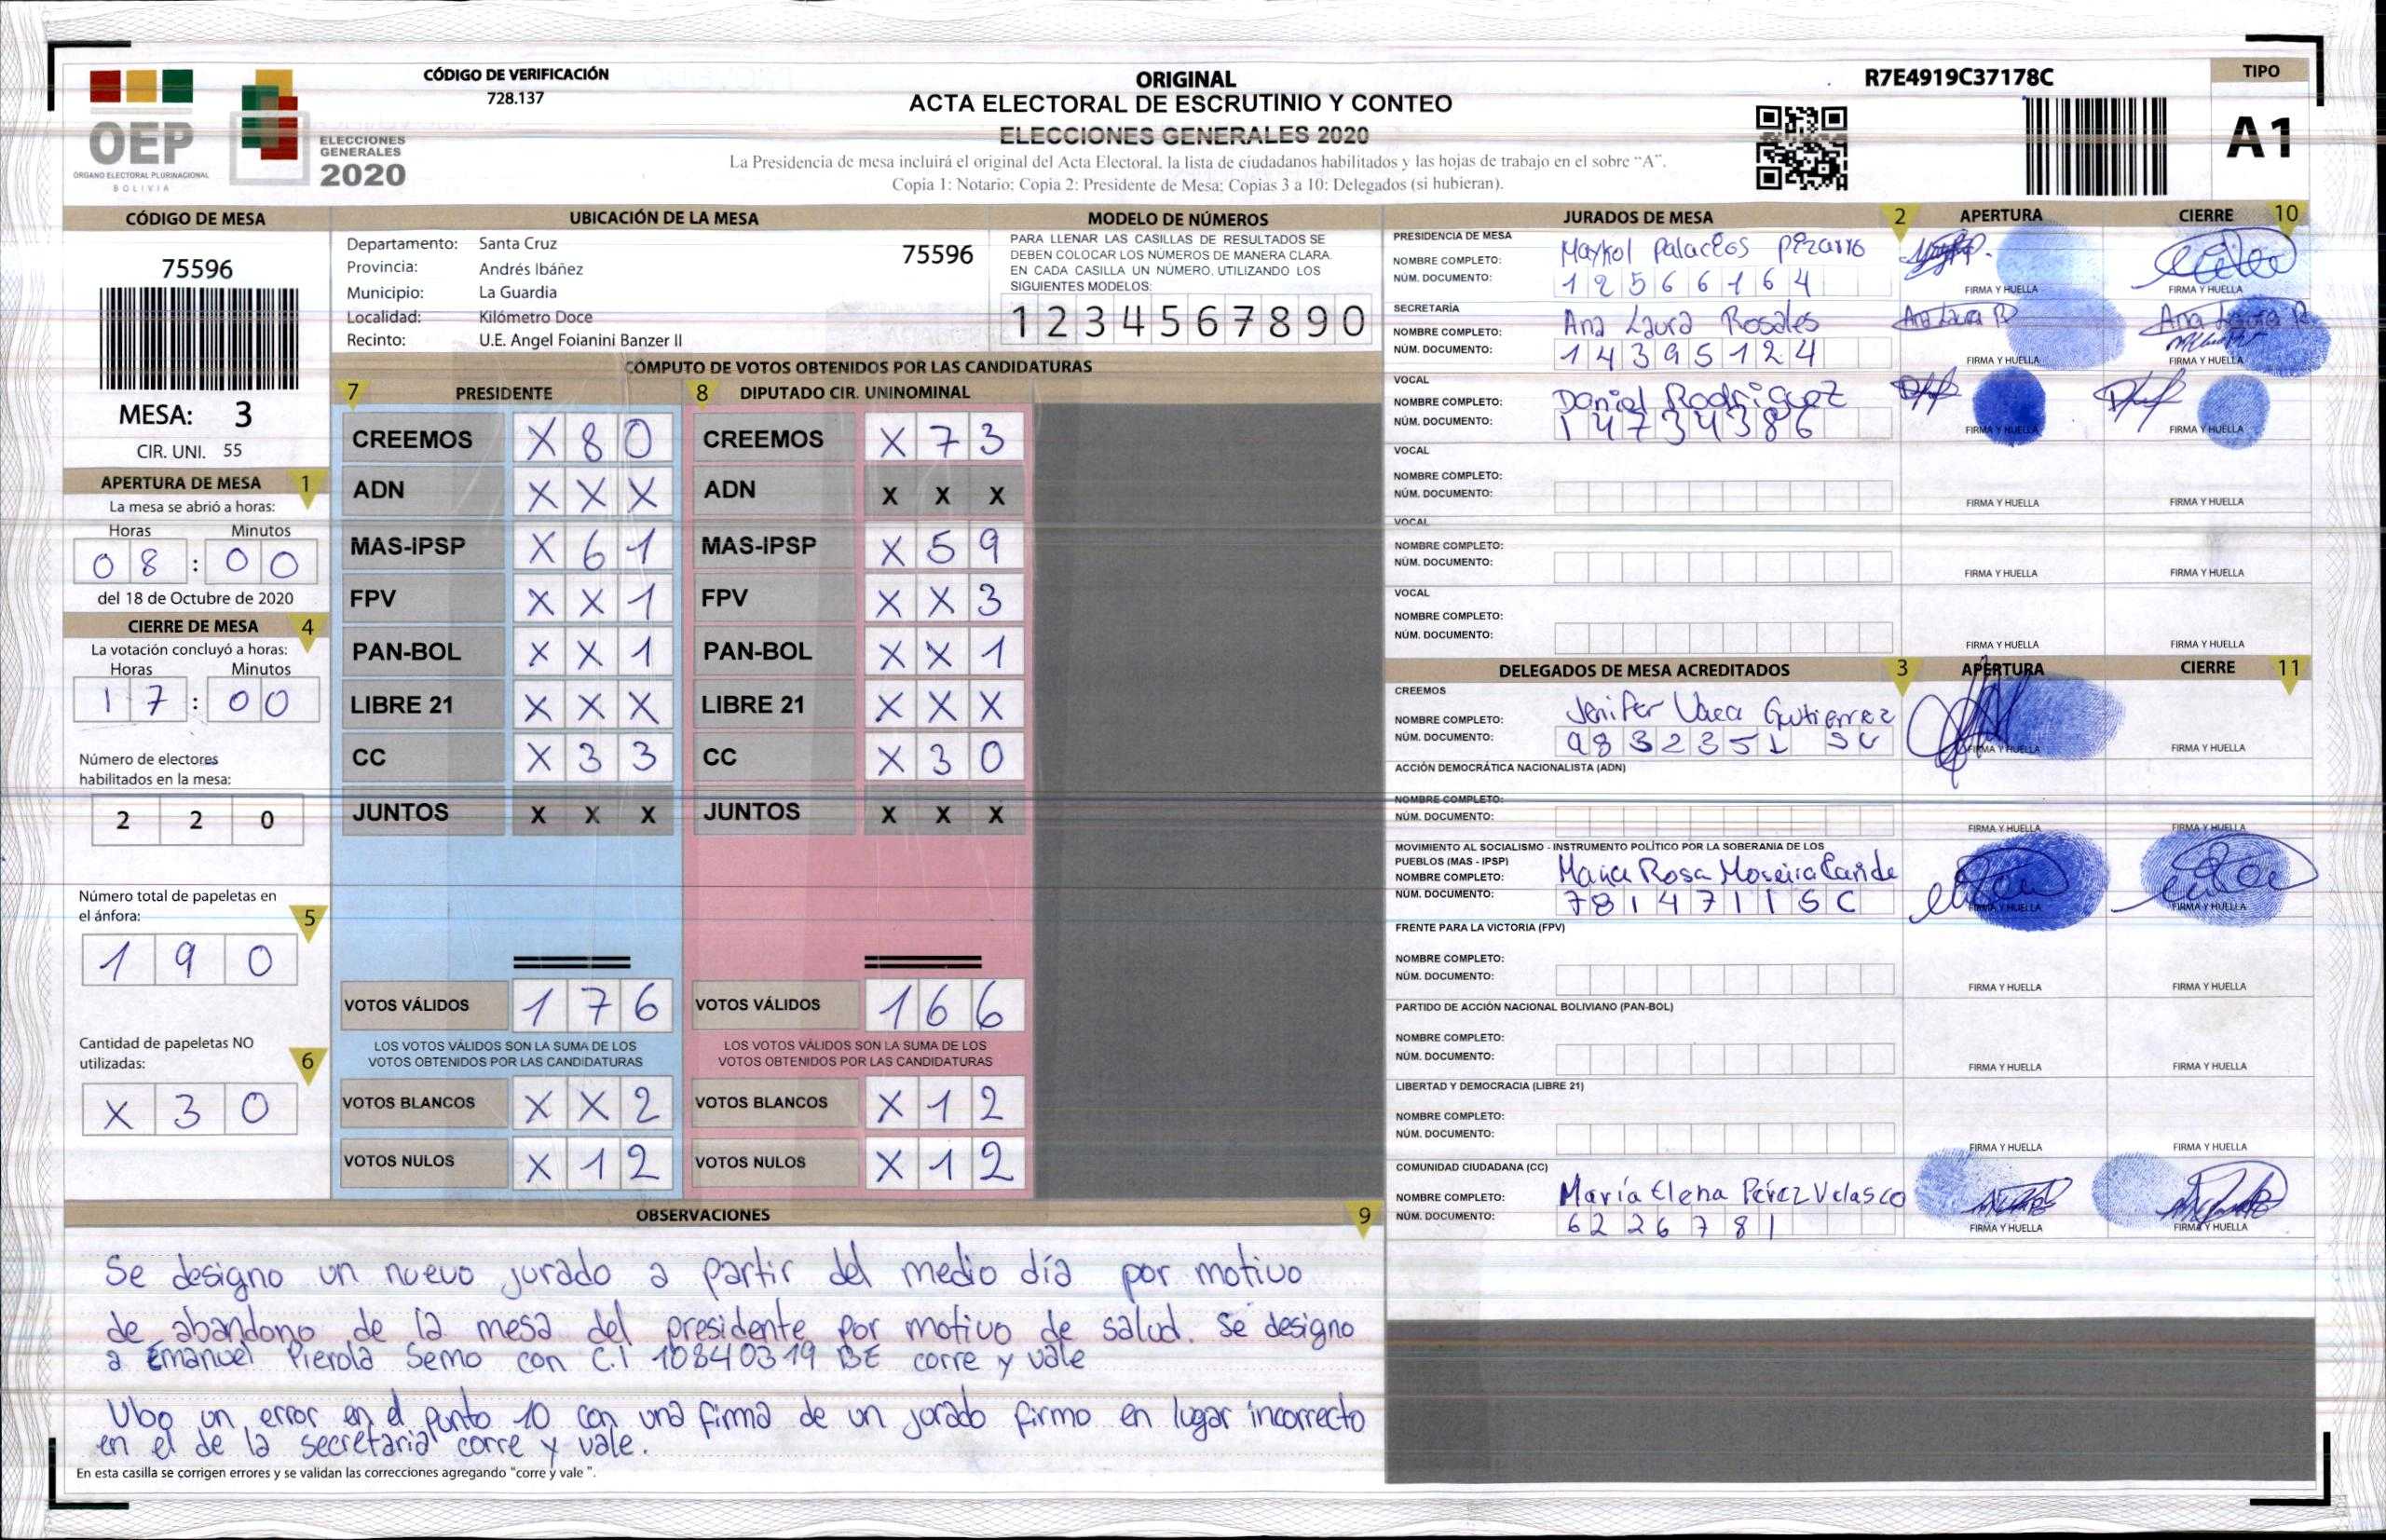 CÓDIGO DE VERIFICACIÓN
728.137
ORIGINAL
ACTA ELECTORAL DE ESCRUTINIO Y CONTEO
ELECCIONES GENERALES 2020
La Presidencia de mesa incluirá el original del Acta Electoral, la lista de ciudadanos habilitados y las hojas de trabajo en el sobre "A".
Copia 1: Notario; Copia 2: Presidente de Mesa; Copias 3 a 10: Delegados (si hubieran).
R7E4919C37178C
TIPO
A1
OEP
ÓRGANO ELECTORAL PLURINACIONAL
BOLIVIA
ELECCIONES
GENERALES
2020
CÓDIGO DE MESA
75596
MESA: 3
CIR. UNI. 55
APERTURA DE MESA 1
La mesa se abrió a horas:
Horas Minutos
08:00
del 18 de Octubre de 2020
CIERRE DE MESA 4
La votación concluyó a horas:
Horas Minutos
17:00
Número de electores
habilitados en la mesa:
2 2 0
Número total de papeletas en
el ánfora: 5
1 9 0
Cantidad de papeletas NO
utilizadas: 6
X 3 0
UBICACIÓN DE LA MESA
Departamento: Santa Cruz
75596
Provincia: Andrés Ibáñez
Municipio: La Guardia
Localidad: Kilómetro Doce
Recinto: U.E. Angel Foianini Banzer II
MODELO DE NÚMEROS
PARA LLENAR LAS CASILLAS DE RESULTADOS SE
DEBEN COLOCAR LOS NÚMEROS DE MANERA CLARA.
EN CADA CASILLA UN NÚMERO, UTILIZANDO LOS
SIGUIENTES MODELOS:
1 2 3 4 5 6 7 8 9 0
CÓMPUTO DE VOTOS OBTENIDOS POR LAS CANDIDATURAS
7 PRESIDENTE
CREEMOS X 8 0
ADN X X X
MAS-IPSP X 6 1
FPV X X 1
PAN-BOL X X 1
LIBRE 21 X X X
CC X 3 3
JUNTOS X X X
VOTOS VÁLIDOS 1 7 6
LOS VOTOS VÁLIDOS SON LA SUMA DE LOS
VOTOS OBTENIDOS POR LAS CANDIDATURAS
VOTOS BLANCOS X X 2
VOTOS NULOS X 1 2
8 DIPUTADO CIR. UNINOMINAL
CREEMOS X 7 3
ADN X X X
MAS-IPSP X 5 9
FPV X X 3
PAN-BOL X X 1
LIBRE 21 X X X
CC X 3 0
JUNTOS X X X
VOTOS VÁLIDOS 1 6 6
LOS VOTOS VÁLIDOS SON LA SUMA DE LOS
VOTOS OBTENIDOS POR LAS CANDIDATURAS
VOTOS BLANCOS X 1 2
VOTOS NULOS X 1 2
JURADOS DE MESA 2 APERTURA CIERRE 10
PRESIDENCIA DE MESA
NOMBRE COMPLETO: Maykol Palacios Pizarro
NÚM. DOCUMENTO: 12566164
FIRMA Y HUELLA FIRMA Y HUELLA
SECRETARÍA
NOMBRE COMPLETO: Ana Laura Rosales
Ana Laura R Ana Laura R
NÚM. DOCUMENTO: 14395124
FIRMA Y HUELLA FIRMA Y HUELLA
VOCAL
NOMBRE COMPLETO: Daniel Rodriguez
NÚM. DOCUMENTO: 14734386
FIRMA Y HUELLA FIRMA Y HUELLA
VOCAL
NOMBRE COMPLETO:
NÚM. DOCUMENTO:
FIRMA Y HUELLA FIRMA Y HUELLA
VOCAL
NOMBRE COMPLETO:
NÚM. DOCUMENTO:
FIRMA Y HUELLA FIRMA Y HUELLA
VOCAL
NOMBRE COMPLETO:
NÚM. DOCUMENTO:
FIRMA Y HUELLA FIRMA Y HUELLA
DELEGADOS DE MESA ACREDITADOS 3 APERTURA CIERRE 11
CREEMOS
NOMBRE COMPLETO: Jenifer Vaca Gutierrez
NÚM. DOCUMENTO: 9832351 SC
FIRMA Y HUELLA FIRMA Y HUELLA
ACCIÓN DEMOCRÁTICA NACIONALISTA (ADN)
NOMBRE COMPLETO:
NÚM. DOCUMENTO:
FIRMA Y HUELLA FIRMA Y HUELLA
MOVIMIENTO AL SOCIALISMO - INSTRUMENTO POLÍTICO POR LA SOBERANIA DE LOS
PUEBLOS (MAS - IPSP)
NOMBRE COMPLETO: Maria Rosa Moreira
NÚM. DOCUMENTO: 7814711 SC
FIRMA Y HUELLA FIRMA Y HUELLA
FRENTE PARA LA VICTORIA (FPV)
NOMBRE COMPLETO:
NÚM. DOCUMENTO:
FIRMA Y HUELLA FIRMA Y HUELLA
PARTIDO DE ACCIÓN NACIONAL BOLIVIANO (PAN-BOL)
NOMBRE COMPLETO:
NÚM. DOCUMENTO:
FIRMA Y HUELLA FIRMA Y HUELLA
LIBERTAD Y DEMOCRACIA (LIBRE 21)
NOMBRE COMPLETO:
NÚM. DOCUMENTO:
FIRMA Y HUELLA FIRMA Y HUELLA
COMUNIDAD CIUDADANA (CC)
NOMBRE COMPLETO: María Elena Pérez Velasco
NÚM. DOCUMENTO: 6226781
FIRMA Y HUELLA FIRMA Y HUELLA
OBSERVACIONES 9
Se designo un nuevo jurado a partir del medio día por motivo
de abandono de la mesa del presidente por motivo de salud. Se designo
a Emanuel Pierola Semo con C.I 10840319 BE corre y vale
Ubo un error en el punto 10 con una firma de un jurado firmo en lugar incorrecto
en el de la secretaria corre y vale.
En esta casilla se corrigen errores y se validan las correcciones agregando "corre y vale ".